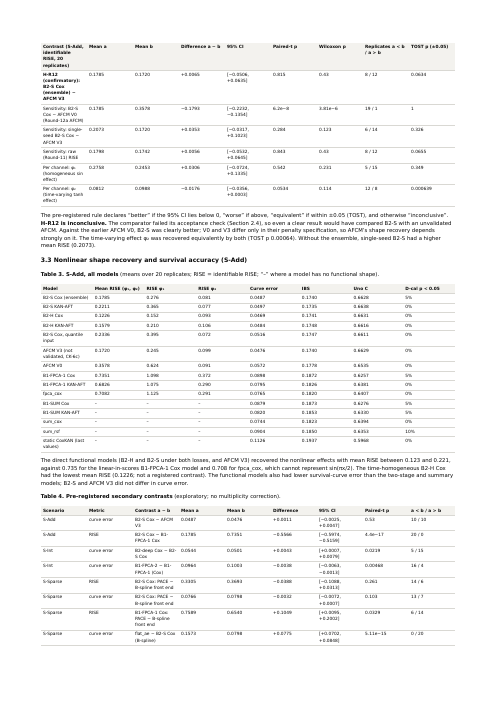 Contrast (S-Add, identifiable RISE, 20 replicates) Mean a Mean b Difference a − b 95% CI Paired-t p Wilcoxon p Replicates a < b / a > b TOST p (±0.05)
H-R12 (confirmatory): B2-S Cox (ensemble) − AFCM V3 0.1785 0.1720 +0.0065 [−0.0506, +0.0635] 0.815 0.43 8 / 12 0.0634
Sensitivity: B2-S Cox − AFCM V0 (Round-12a AFCM) 0.1785 0.3578 −0.1793 [−0.2232, −0.1354] 6.2e−8 3.81e−6 19 / 1 1
Sensitivity: single-seed B2-S Cox − AFCM V3 0.2073 0.1720 +0.0353 [−0.0317, +0.1023] 0.284 0.123 6 / 14 0.326
Sensitivity: raw (Round-11) RISE 0.1798 0.1742 +0.0056 [−0.0532, +0.0645] 0.843 0.43 8 / 12 0.0655
Per channel: φ₁ (homogeneous sin effect) 0.2758 0.2453 +0.0306 [−0.0724, +0.1335] 0.542 0.231 5 / 15 0.349
Per channel: φ₂ (time-varying tanh effect) 0.0812 0.0988 −0.0176 [−0.0356, +0.0003] 0.0534 0.114 12 / 8 0.000639
The pre-registered rule declares “better” if the 95% CI lies below 0, “worse” if above, “equivalent” if within ±0.05 (TOST), and otherwise “inconclusive”.
H-R12 is inconclusive. The comparator failed its acceptance check (Section 2.4), so even a clear result would have compared B2-S with an unvalidated
AFCM. Against the earlier AFCM V0, B2-S was clearly better; V0 and V3 differ only in their penalty specification, so AFCM's shape recovery depends
strongly on it. The time-varying effect φ₂ was recovered equivalently by both (TOST p 0.00064). Without the ensemble, single-seed B2-S had a higher
mean RISE (0.2073).
3.3 Nonlinear shape recovery and survival accuracy (S-Add)
Table 3. S-Add, all models (means over 20 replicates; RISE = identifiable RISE; “–” where a model has no functional shape).
Model Mean RISE (φ₁, φ₂) RISE φ₁ RISE φ₂ Curve error IBS Uno C D-cal p < 0.05
B2-S Cox (ensemble) 0.1785 0.276 0.081 0.0487 0.1740 0.6628 5%
B2-S KAN-AFT 0.2211 0.365 0.077 0.0497 0.1735 0.6638 0%
B2-H Cox 0.1226 0.152 0.093 0.0469 0.1741 0.6631 0%
B2-H KAN-AFT 0.1579 0.210 0.106 0.0484 0.1748 0.6616 0%
B2-S Cox, quantile input 0.2336 0.395 0.072 0.0516 0.1747 0.6611 0%
AFCM V3 (not validated, CK-6c) 0.1720 0.245 0.099 0.0476 0.1740 0.6629 0%
AFCM V0 0.3578 0.624 0.091 0.0572 0.1778 0.6535 0%
B1-FPCA-1 Cox 0.7351 1.098 0.372 0.0898 0.1872 0.6257 5%
B1-FPCA-1 KAN-AFT 0.6826 1.075 0.290 0.0795 0.1826 0.6381 0%
fpca_cox 0.7082 1.125 0.291 0.0765 0.1820 0.6407 0%
B1-SUM Cox – – – 0.0879 0.1873 0.6276 5%
B1-SUM KAN-AFT – – – 0.0820 0.1853 0.6330 5%
sum_cox – – – 0.0744 0.1823 0.6394 0%
sum_rsf – – – 0.0904 0.1850 0.6353 10%
static CoxKAN (last values) – – – 0.1126 0.1937 0.5968 0%
The direct functional models (B2-H and B2-S under both losses, and AFCM V3) recovered the nonlinear effects with mean RISE between 0.123 and 0.221,
against 0.735 for the linear-in-scores B1-FPCA-1 Cox model and 0.708 for fpca_cox, which cannot represent sin(πx/2). The time-homogeneous B2-H Cox
had the lowest mean RISE (0.1226; not a registered contrast). The functional models also had lower survival-curve error than the two-stage and summary
models; B2-S and AFCM V3 did not differ in curve error.
Table 4. Pre-registered secondary contrasts (exploratory; no multiplicity correction).
Scenario Metric Contrast a − b Mean a Mean b Difference 95% CI Paired-t p a < b / a > b
S-Add curve error B2-S Cox − AFCM V3 0.0487 0.0476 +0.0011 [−0.0025, +0.0047] 0.53 10 / 10
S-Add RISE B2-S Cox − B1-FPCA-1 Cox 0.1785 0.7351 −0.5566 [−0.5974, −0.5159] 4.4e−17 20 / 0
S-Int curve error B2-deep Cox − B2-S Cox 0.0544 0.0501 +0.0043 [+0.0007, +0.0079] 0.0219 5 / 15
S-Int curve error B1-FPCA-2 − B1-FPCA-1 (Cox) 0.0964 0.1003 −0.0038 [−0.0063, −0.0013] 0.00468 16 / 4
S-Sparse RISE B2-S Cox: PACE − B-spline front end 0.3305 0.3693 −0.0388 [−0.1088, +0.0313] 0.261 14 / 6
S-Sparse curve error B2-S Cox: PACE − B-spline front end 0.0766 0.0798 −0.0032 [−0.0072, +0.0007] 0.103 13 / 7
S-Sparse RISE B1-FPCA-1 Cox: PACE − B-spline front end 0.7589 0.6540 +0.1049 [+0.0095, +0.2002] 0.0329 6 / 14
S-Sparse curve error flat_ae − B2-S Cox (B-spline) 0.1573 0.0798 +0.0775 [+0.0702, +0.0848] 5.11e−15 0 / 20